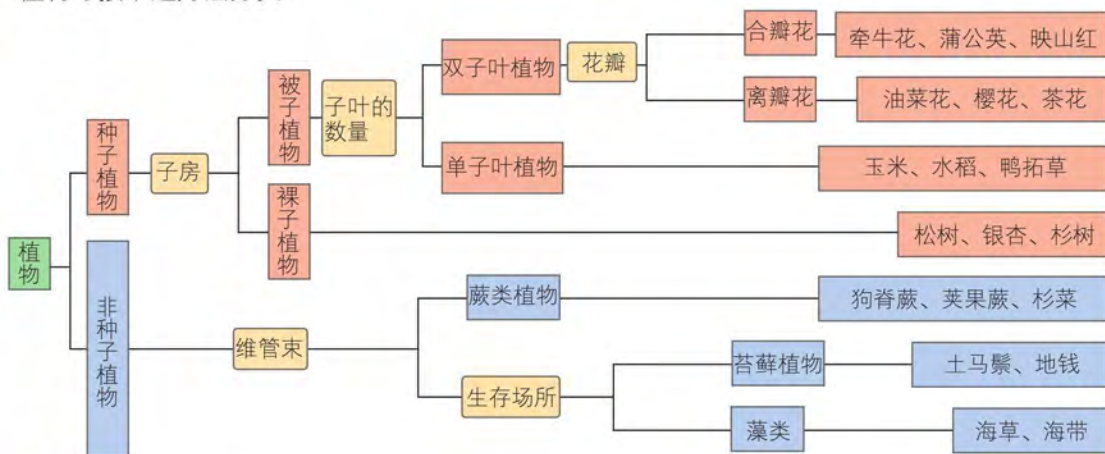 合瓣花
牵牛花、蒲公英、映山红
双子叶植物
花瓣
离瓣花
油菜花、樱花、茶花
被子植物
子叶的
数量
种子植物
子房
单子叶植物
玉米、水稻、鸭拓草
裸子植物
松树、银杏、杉树
植物
非种子植物
维管束
蕨类植物
狗脊蕨、荚果蕨、杉菜
生存场所
苔藓植物
土马鬃、地钱
藻类
海草、海带